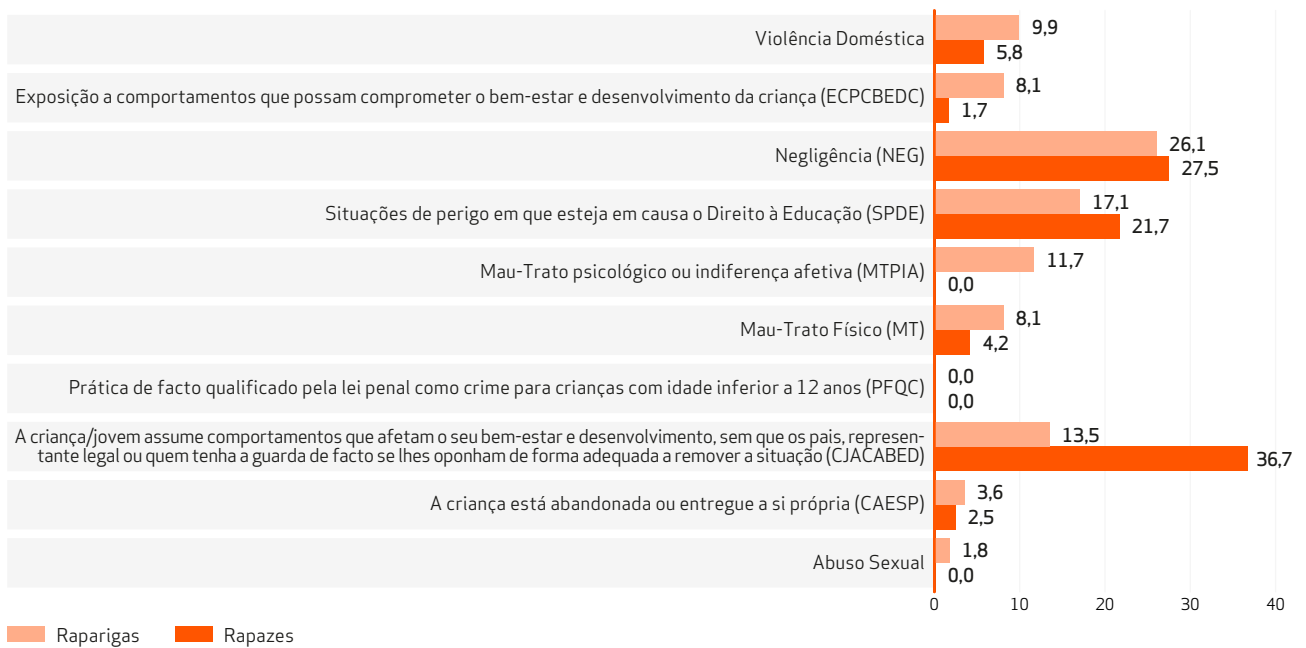 Violência Doméstica
9,9
5,8
Exposição a comportamentos que possam comprometer o bem-estar e desenvolvimento da criança (ECPCBEDC)
8,1
1,7
Negligência (NEG)
26,1
27,5
Situações de perigo em que esteja em causa o Direito à Educação (SPDE)
17,1
21,7
Mau-Trato psicológico ou indiferença afetiva (MTPIA)
11,7
0,0
Mau-Trato Físico (MT)
8,1
4,2
Prática de facto qualificado pela lei penal como crime para crianças com idade inferior a 12 anos (PFQC)
0,0
0,0
A criança/jovem assume comportamentos que afetam o seu bem-estar e desenvolvimento, sem que os pais, represen-
tante legal ou quem tenha a guarda de facto se lhes oponham de forma adequada a remover a situação (CJACABED)
13,5
36,7
A criança está abandonada ou entregue a si própria (CAESP)
3,6
2,5
Abuso Sexual
1,8
0,0
0 10 20 30 40
Raparigas Rapazes